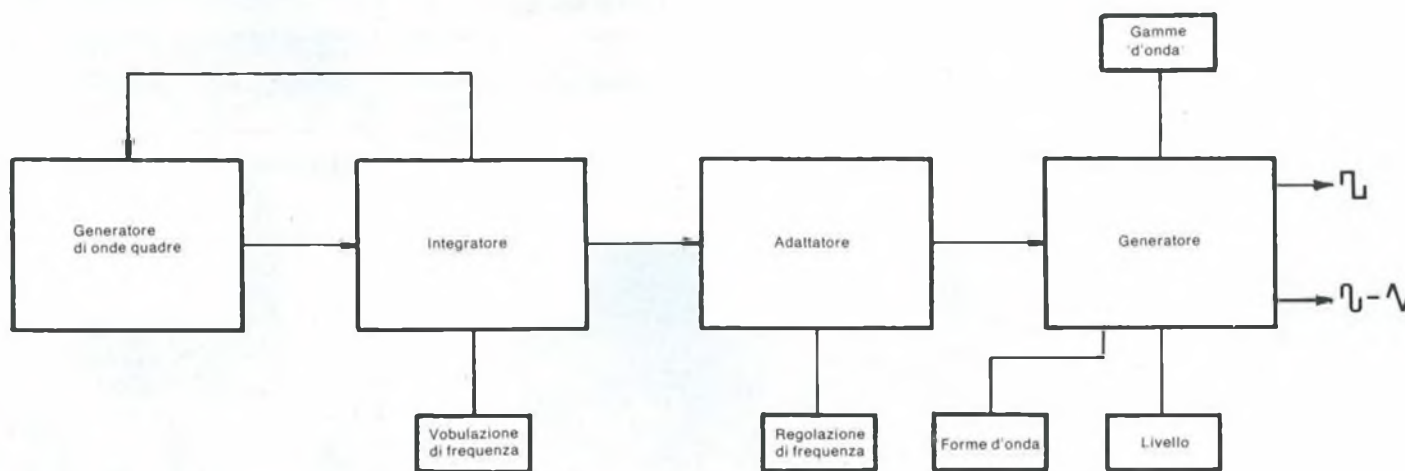 Gamme
'd'onda'
Generatore
di onde quadre
Integratore
Adattatore
Generatore
Vobulazione
di frequenza
Regolazione
di frequenza
Forme d'onda
Livello